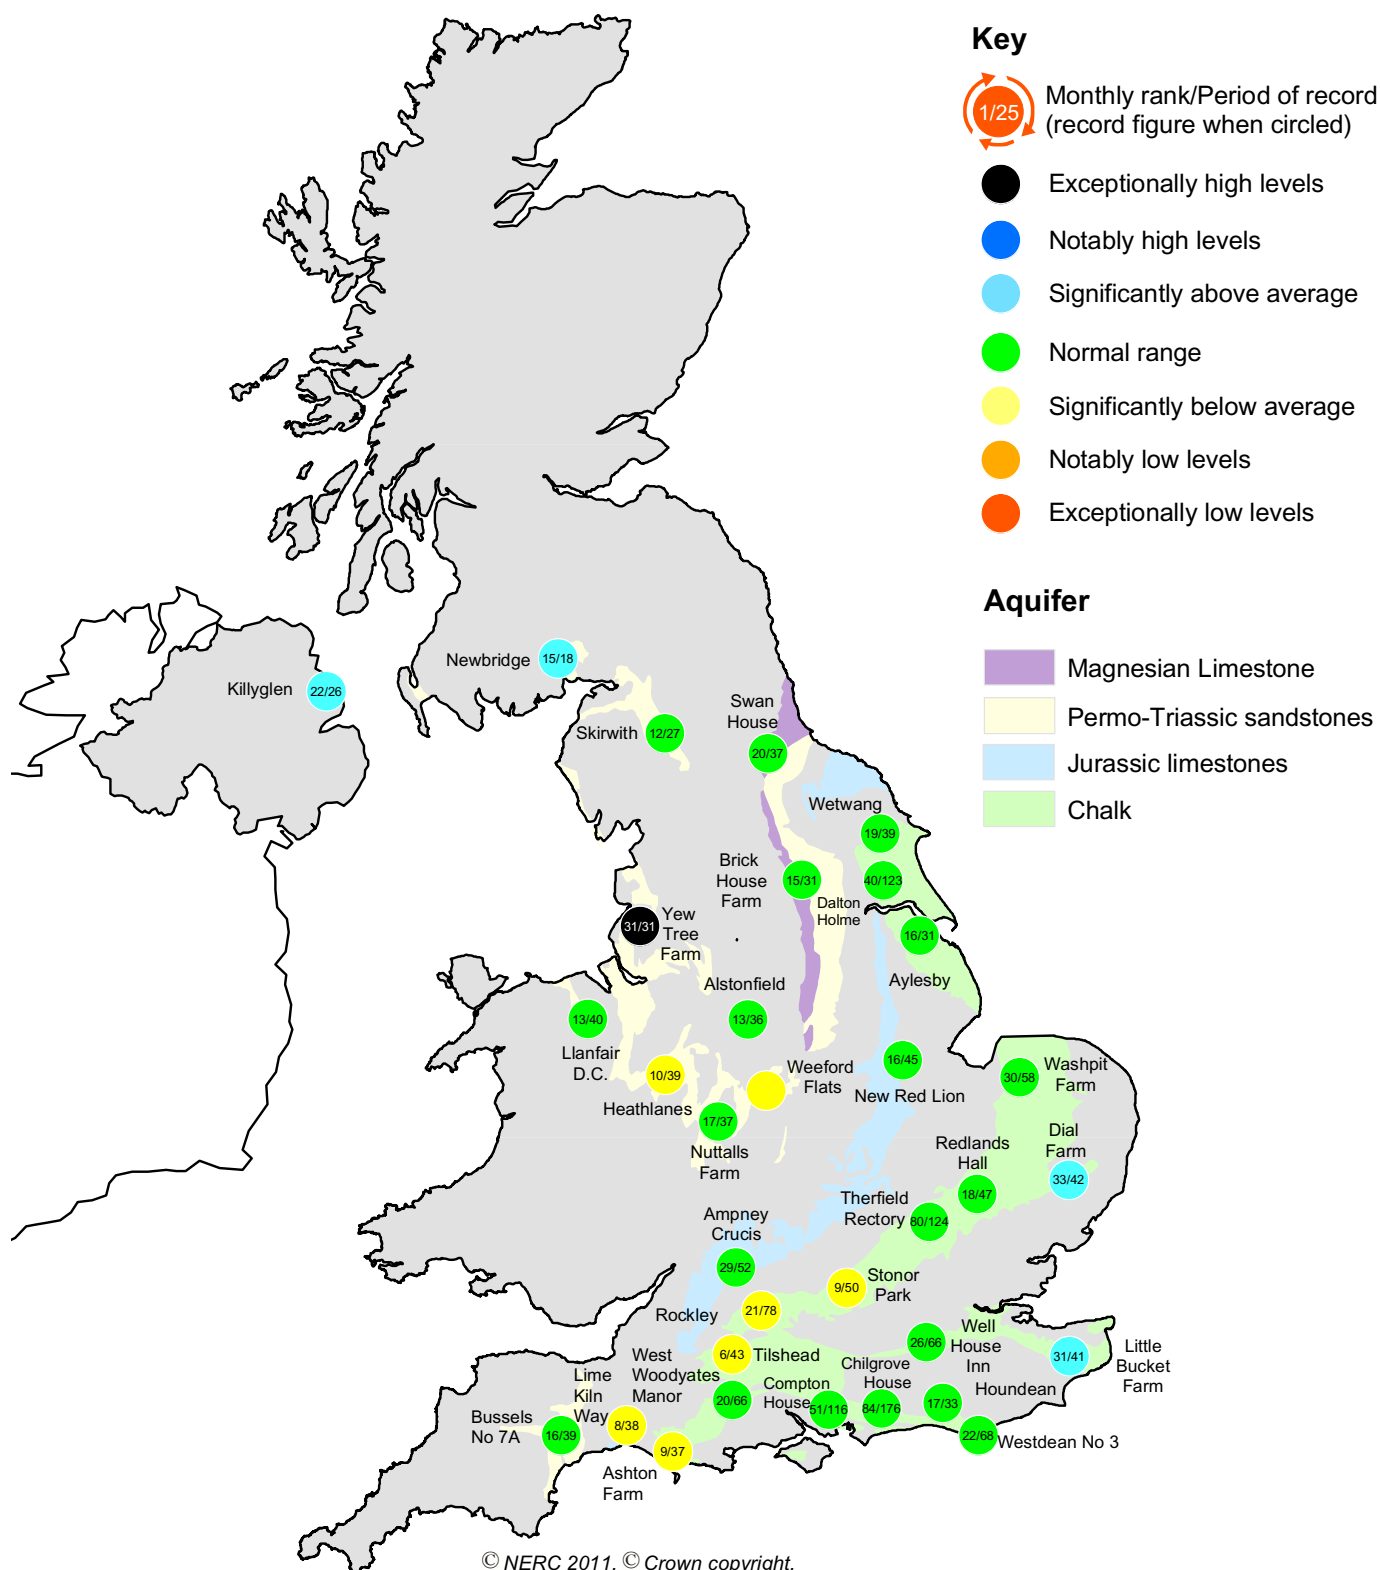 Key
1/25
Monthly rank/Period of record
(record figure when circled)
Exceptionally high levels
Notably high levels
Significantly above average
Normal range
Significantly below average
Notably low levels
Exceptionally low levels
Aquifer
Magnesian Limestone
Permo-Triassic sandstones
Jurassic limestones
Chalk
Newbridge
15/18
Killyglen
22/26
Skirwith
12/27
Swan
House
20/37
Wetwang
19/39
Brick
House
Farm
15/31
40/123
Dalton
Holme
31/31
Yew
Tree
Farm
16/31
Aylesby
Alstonfield
13/36
13/40
Llanfair
D.C.
10/39
Heathlanes
Weeford
Flats
17/37
Nuttalls
Farm
16/45
New Red Lion
30/58
Washpit
Farm
Dial
Farm
33/42
Redlands
Hall
18/47
Therfield
Rectory
80/124
Ampney
Crucis
29/52
9/50
Stonor
Park
Rockley
21/78
6/43
Tilshead
West
Woodyates
Manor
20/66
Well
House
Inn
26/66
31/41
Little
Bucket
Farm
Chilgrove
House
84/176
Compton
House
51/116
Houndean
17/33
22/68
Westdean No 3
Lime
Kiln
Way
8/38
Bussels
No 7A
16/39
9/37
Ashton
Farm
© NERC 2011. © Crown copyright.